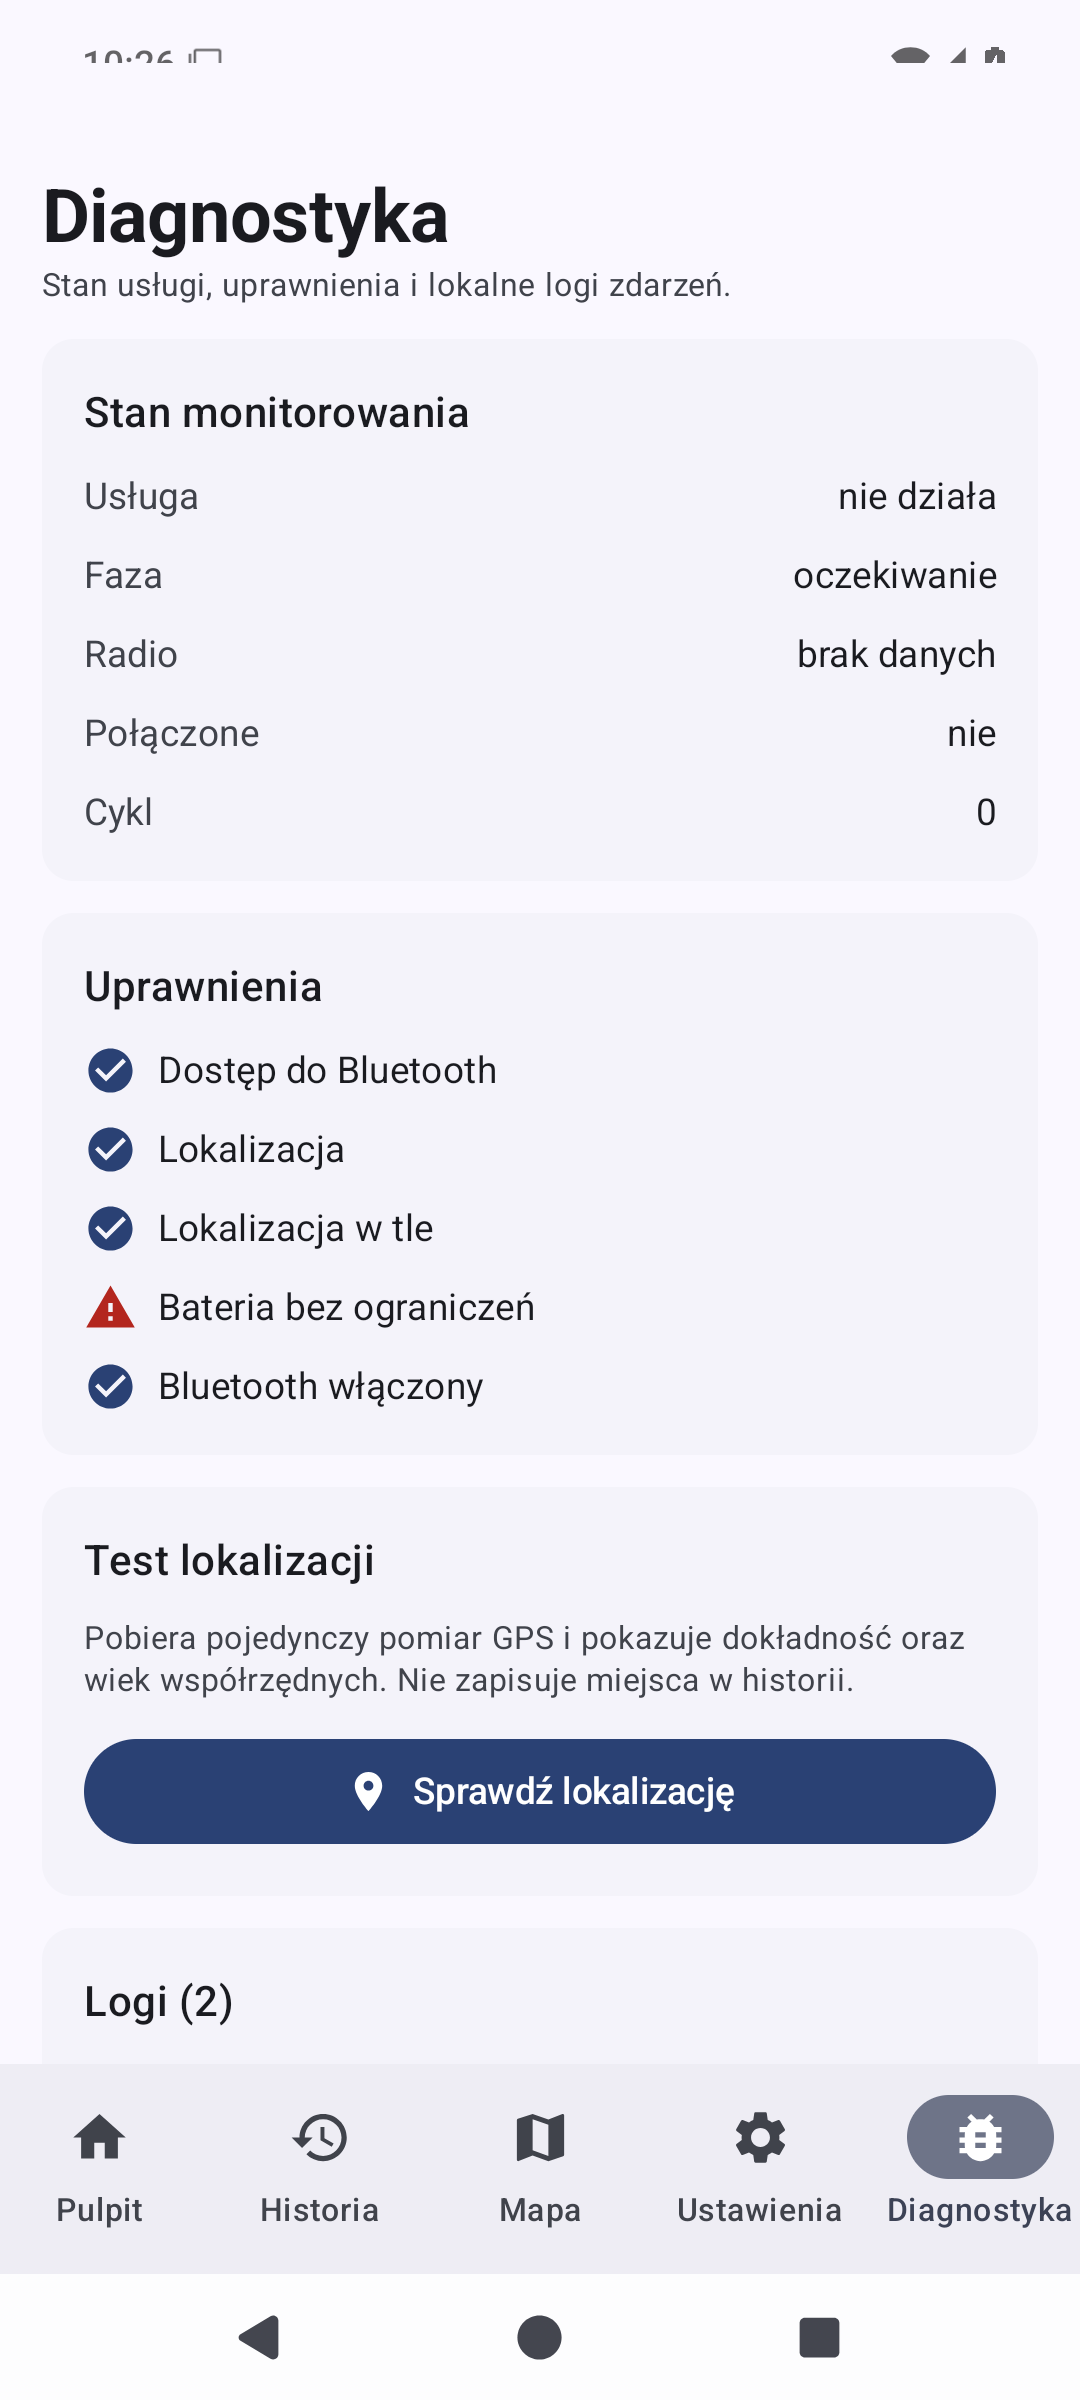 10:26
Diagnostyka
Stan usługi, uprawnienia i lokalne logi zdarzeń.
Stan monitorowania
Usługa nie działa
Faza oczekiwanie
Radio brak danych
Połączone nie
Cykl 0
Uprawnienia
Dostęp do Bluetooth
Lokalizacja
Lokalizacja w tle
Bateria bez ograniczeń
Bluetooth włączony
Test lokalizacji
Pobiera pojedynczy pomiar GPS i pokazuje dokładność oraz
wiek współrzędnych. Nie zapisuje miejsca w historii.
Sprawdź lokalizację
Logi (2)
Pulpit Historia Mapa Ustawienia Diagnostyka